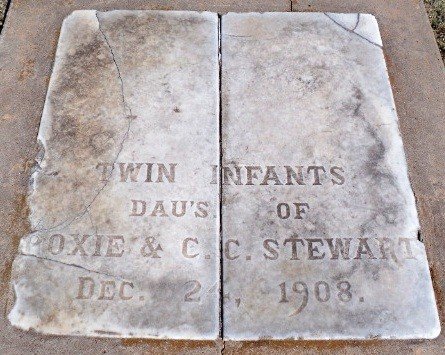 TWIN INFANTS
DAU'S OF
ROXIE & C. C. STEWART
DEC. 24, 1908.